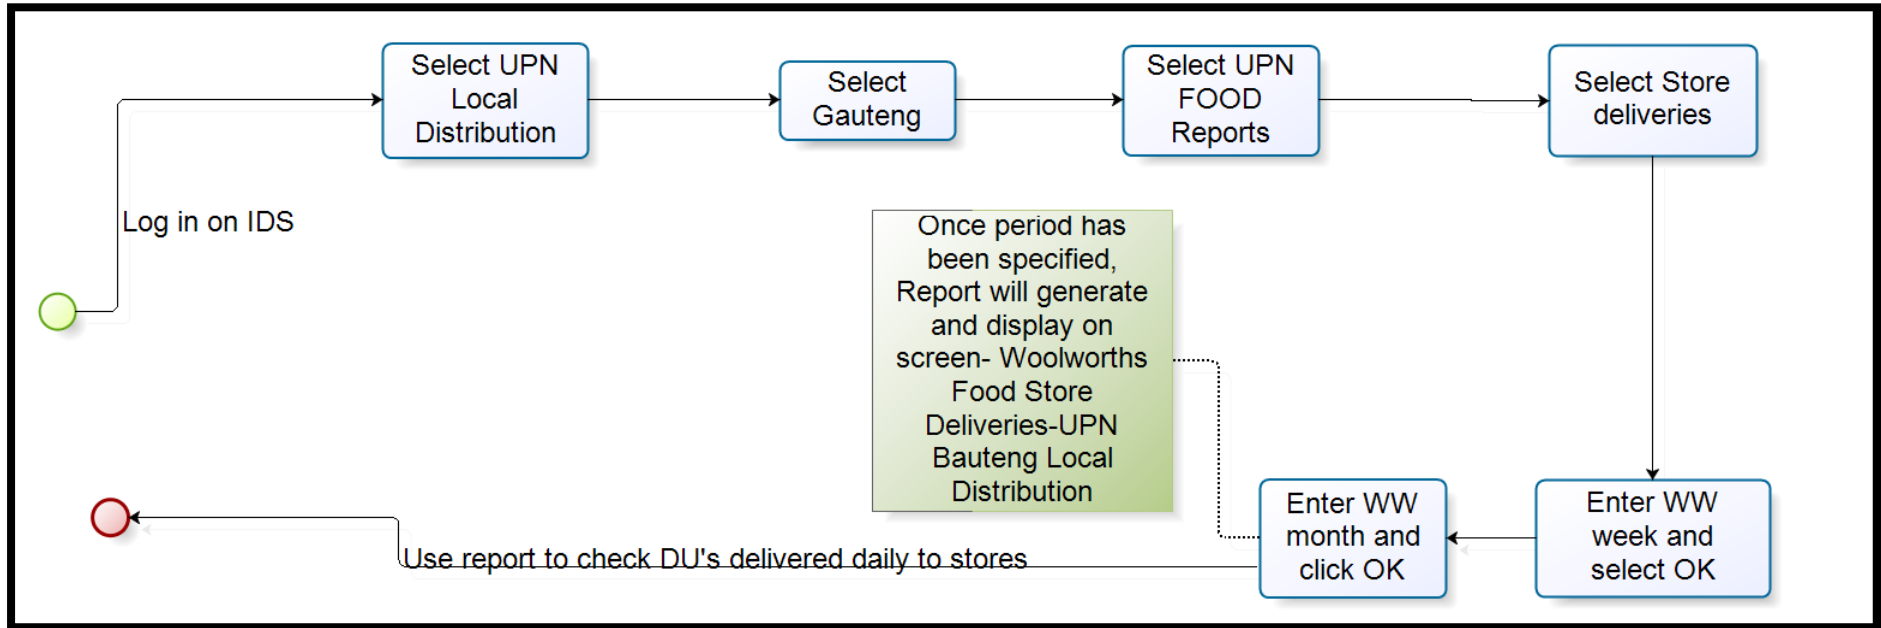 Select UPN
Local
Distribution
Select
Gauteng
Select UPN
FOOD
Reports
Select Store
deliveries
Log in on IDS
Once period has
been specified,
Report will generate
and display on
screen- Woolworths
Food Store
Deliveries-UPN
Bauteng Local
Distribution
Enter WW
week and
select OK
Enter WW
month and
click OK
Use report to check DU's delivered daily to stores